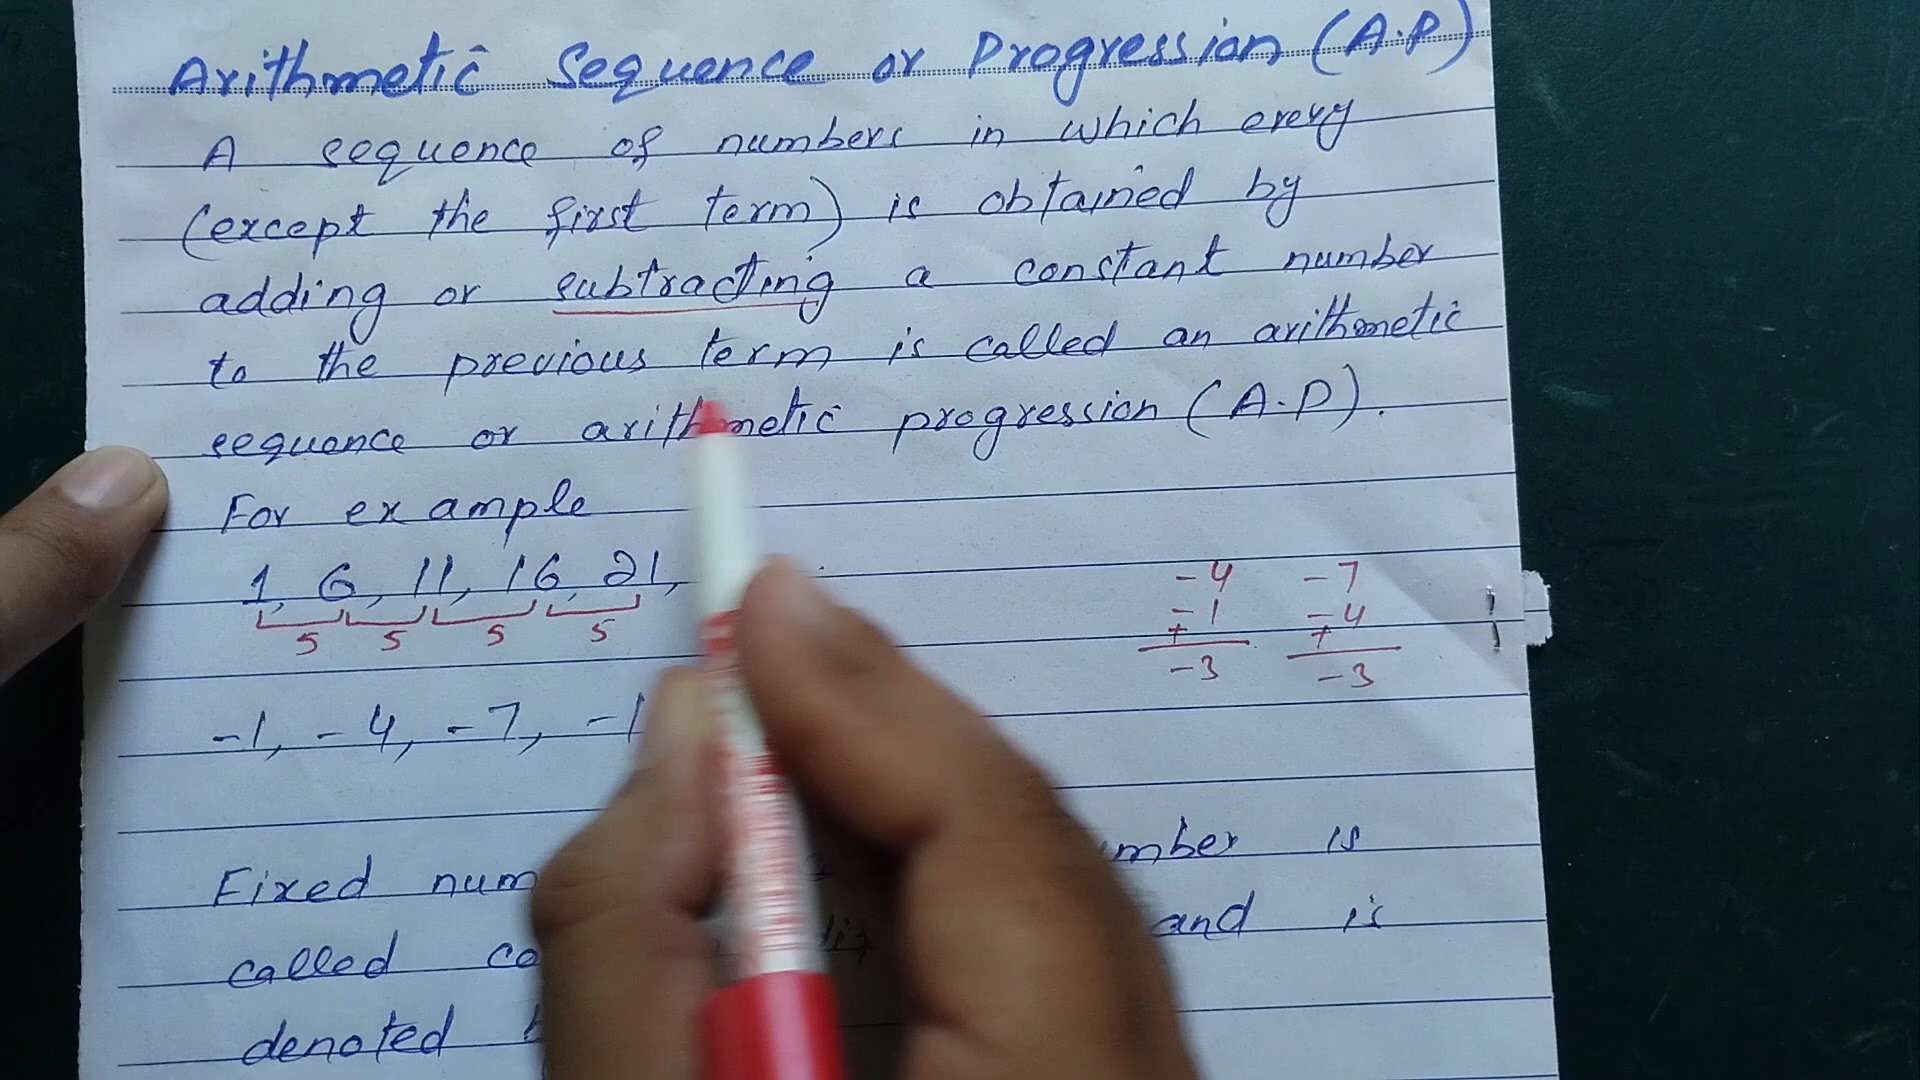 Arithmetic Sequence or Progression (A.P)
A sequence of numbers in which every
(except the first term) is obtained by
adding or subtracting a constant number
to the previous term is called an arithmetic
sequence or arithmetic progression (A.P).
For example
1, 6, 11, 16, 21,
5 5 5 5
-4 -7
-1 -4
+ +
-3 -3
-1, -4, -7,
Fixed is
called and is
denoted